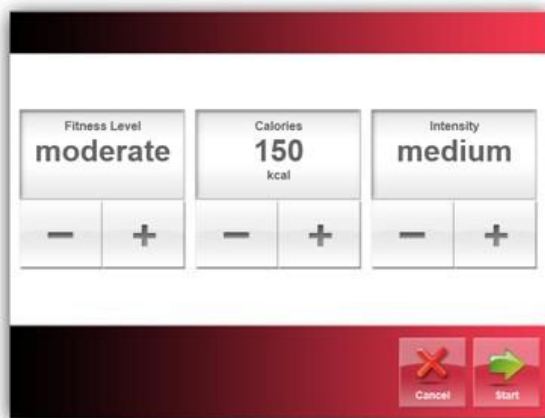 Fitness Level
moderate
Calories
150
kcal
Intensity
medium
− +
− +
− +
Cancel
Start